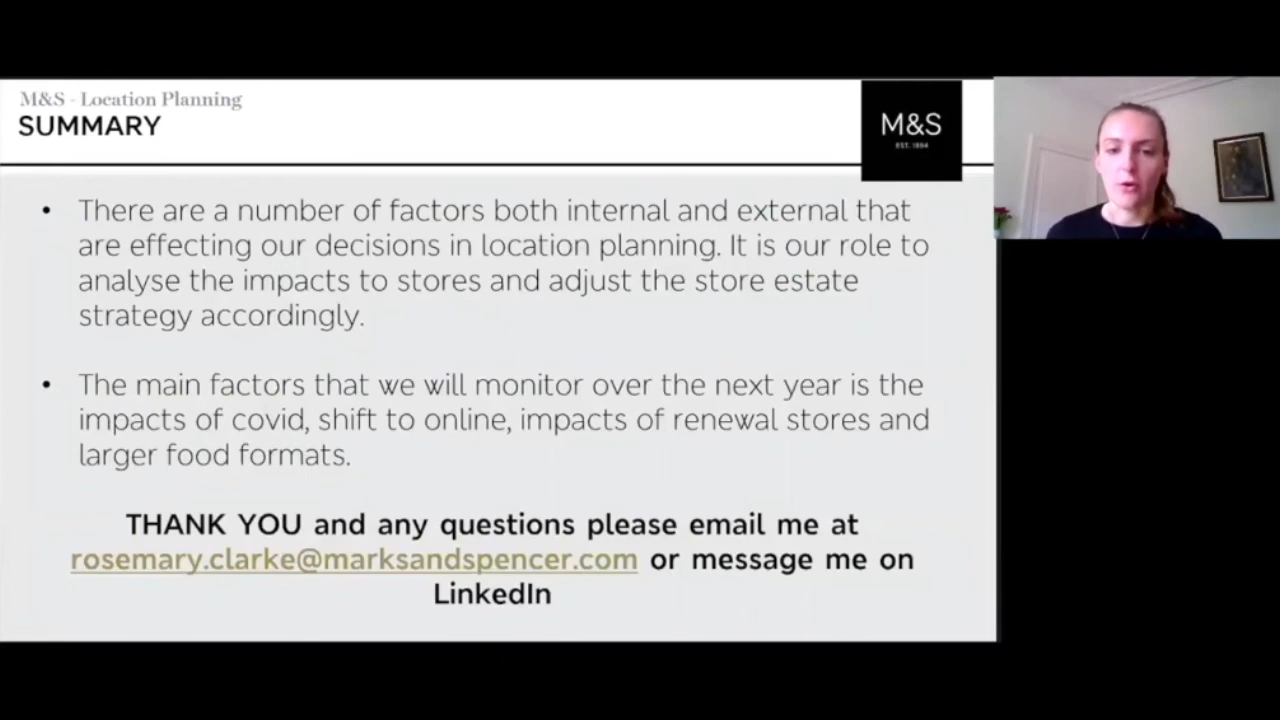 M&S - Location Planning
SUMMARY
M&S
EST. 1884
• There are a number of factors both internal and external that
are effecting our decisions in location planning. It is our role to
analyse the impacts to stores and adjust the store estate
strategy accordingly.
• The main factors that we will monitor over the next year is the
impacts of covid, shift to online, impacts of renewal stores and
larger food formats.
THANK YOU and any questions please email me at
rosemary.clarke@marksandspencer.com or message me on
LinkedIn